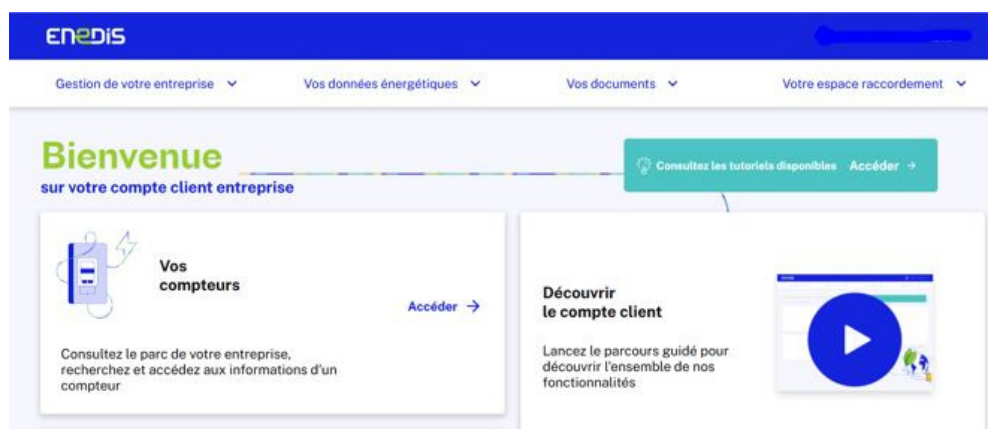 ENEDIS
Gestion de votre entreprise
Vos données énergétiques
Vos documents
Votre espace raccordement
Bienvenue
sur votre compte client entreprise
Consultez les tutoriels disponibles Accéder →
Vos
compteurs
Accéder →
Consultez le parc de votre entreprise,
recherchez et accédez aux informations d'un
compteur
Découvrir
le compte client
Lancez le parcours guidé pour
découvrir l'ensemble de nos
fonctionnalités